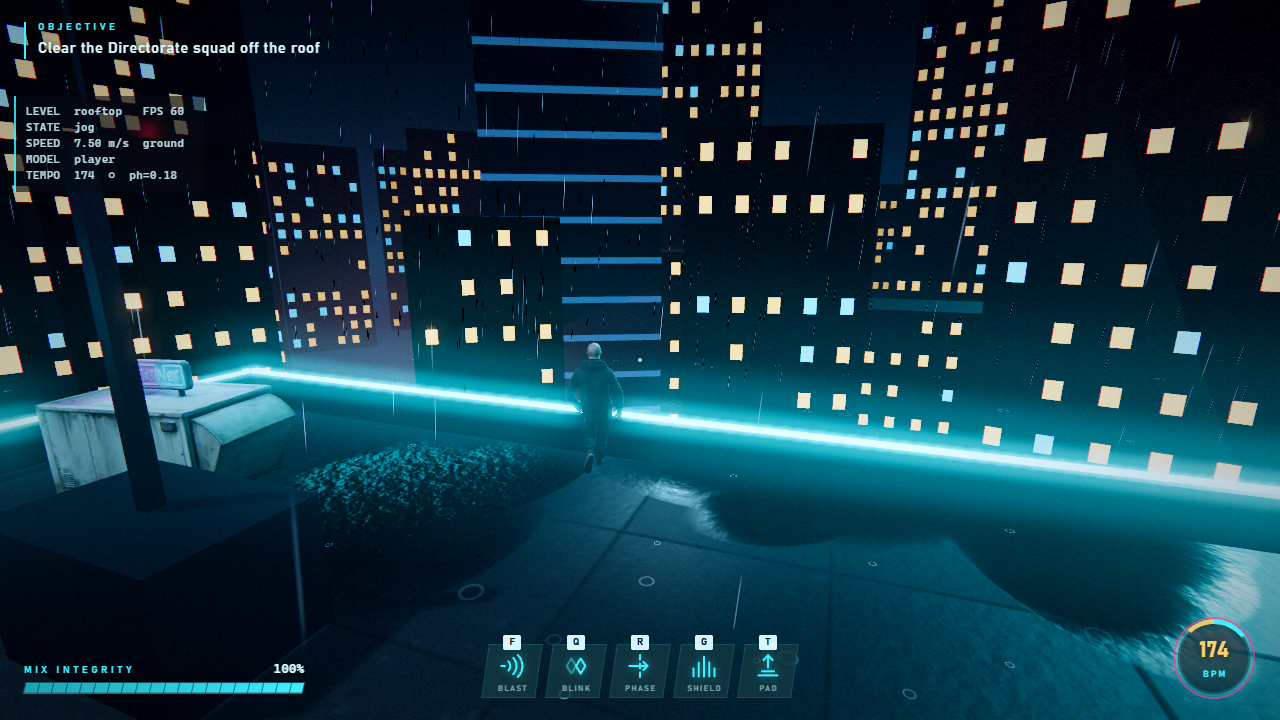 OBJECTIVE
Clear the Directorate squad off the roof
LEVEL rooftop FPS 60
STATE jog
SPEED 7.50 m/s ground
MODEL player
TEMPO 174 o ph=0.18
MIX INTEGRITY 100%
F Q R G T
BLAST BLINK PHASE SHIELD PAD
174
BPM